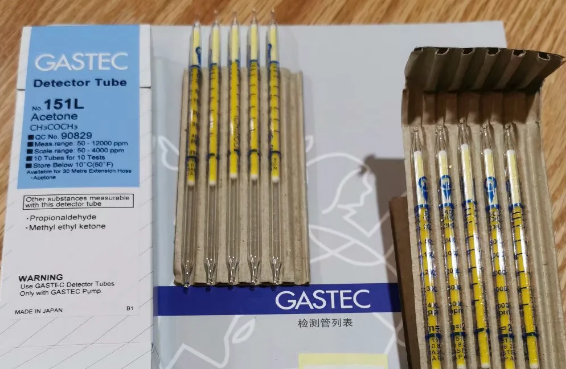 GASTEC
Detector Tube
No. 151L
Acetone
CH3COCH3
■QC No. 90829
■Meas range: 50 - 12000 ppm
■Scale range: 50 - 4000 ppm
■10 Tubes for 10 Tests
■Store Below 10°C(50°F)
Available for 30 Metre Extension Hose
-Acetone
Other substances measurable
with this detector tube
·Propionaldehyde
·Methyl ethyl ketone
WARNING
Use GASTEC Detector Tubes
Only with GASTEC Pump.
MADE IN JAPAN B1
GASTEC
检测管列表